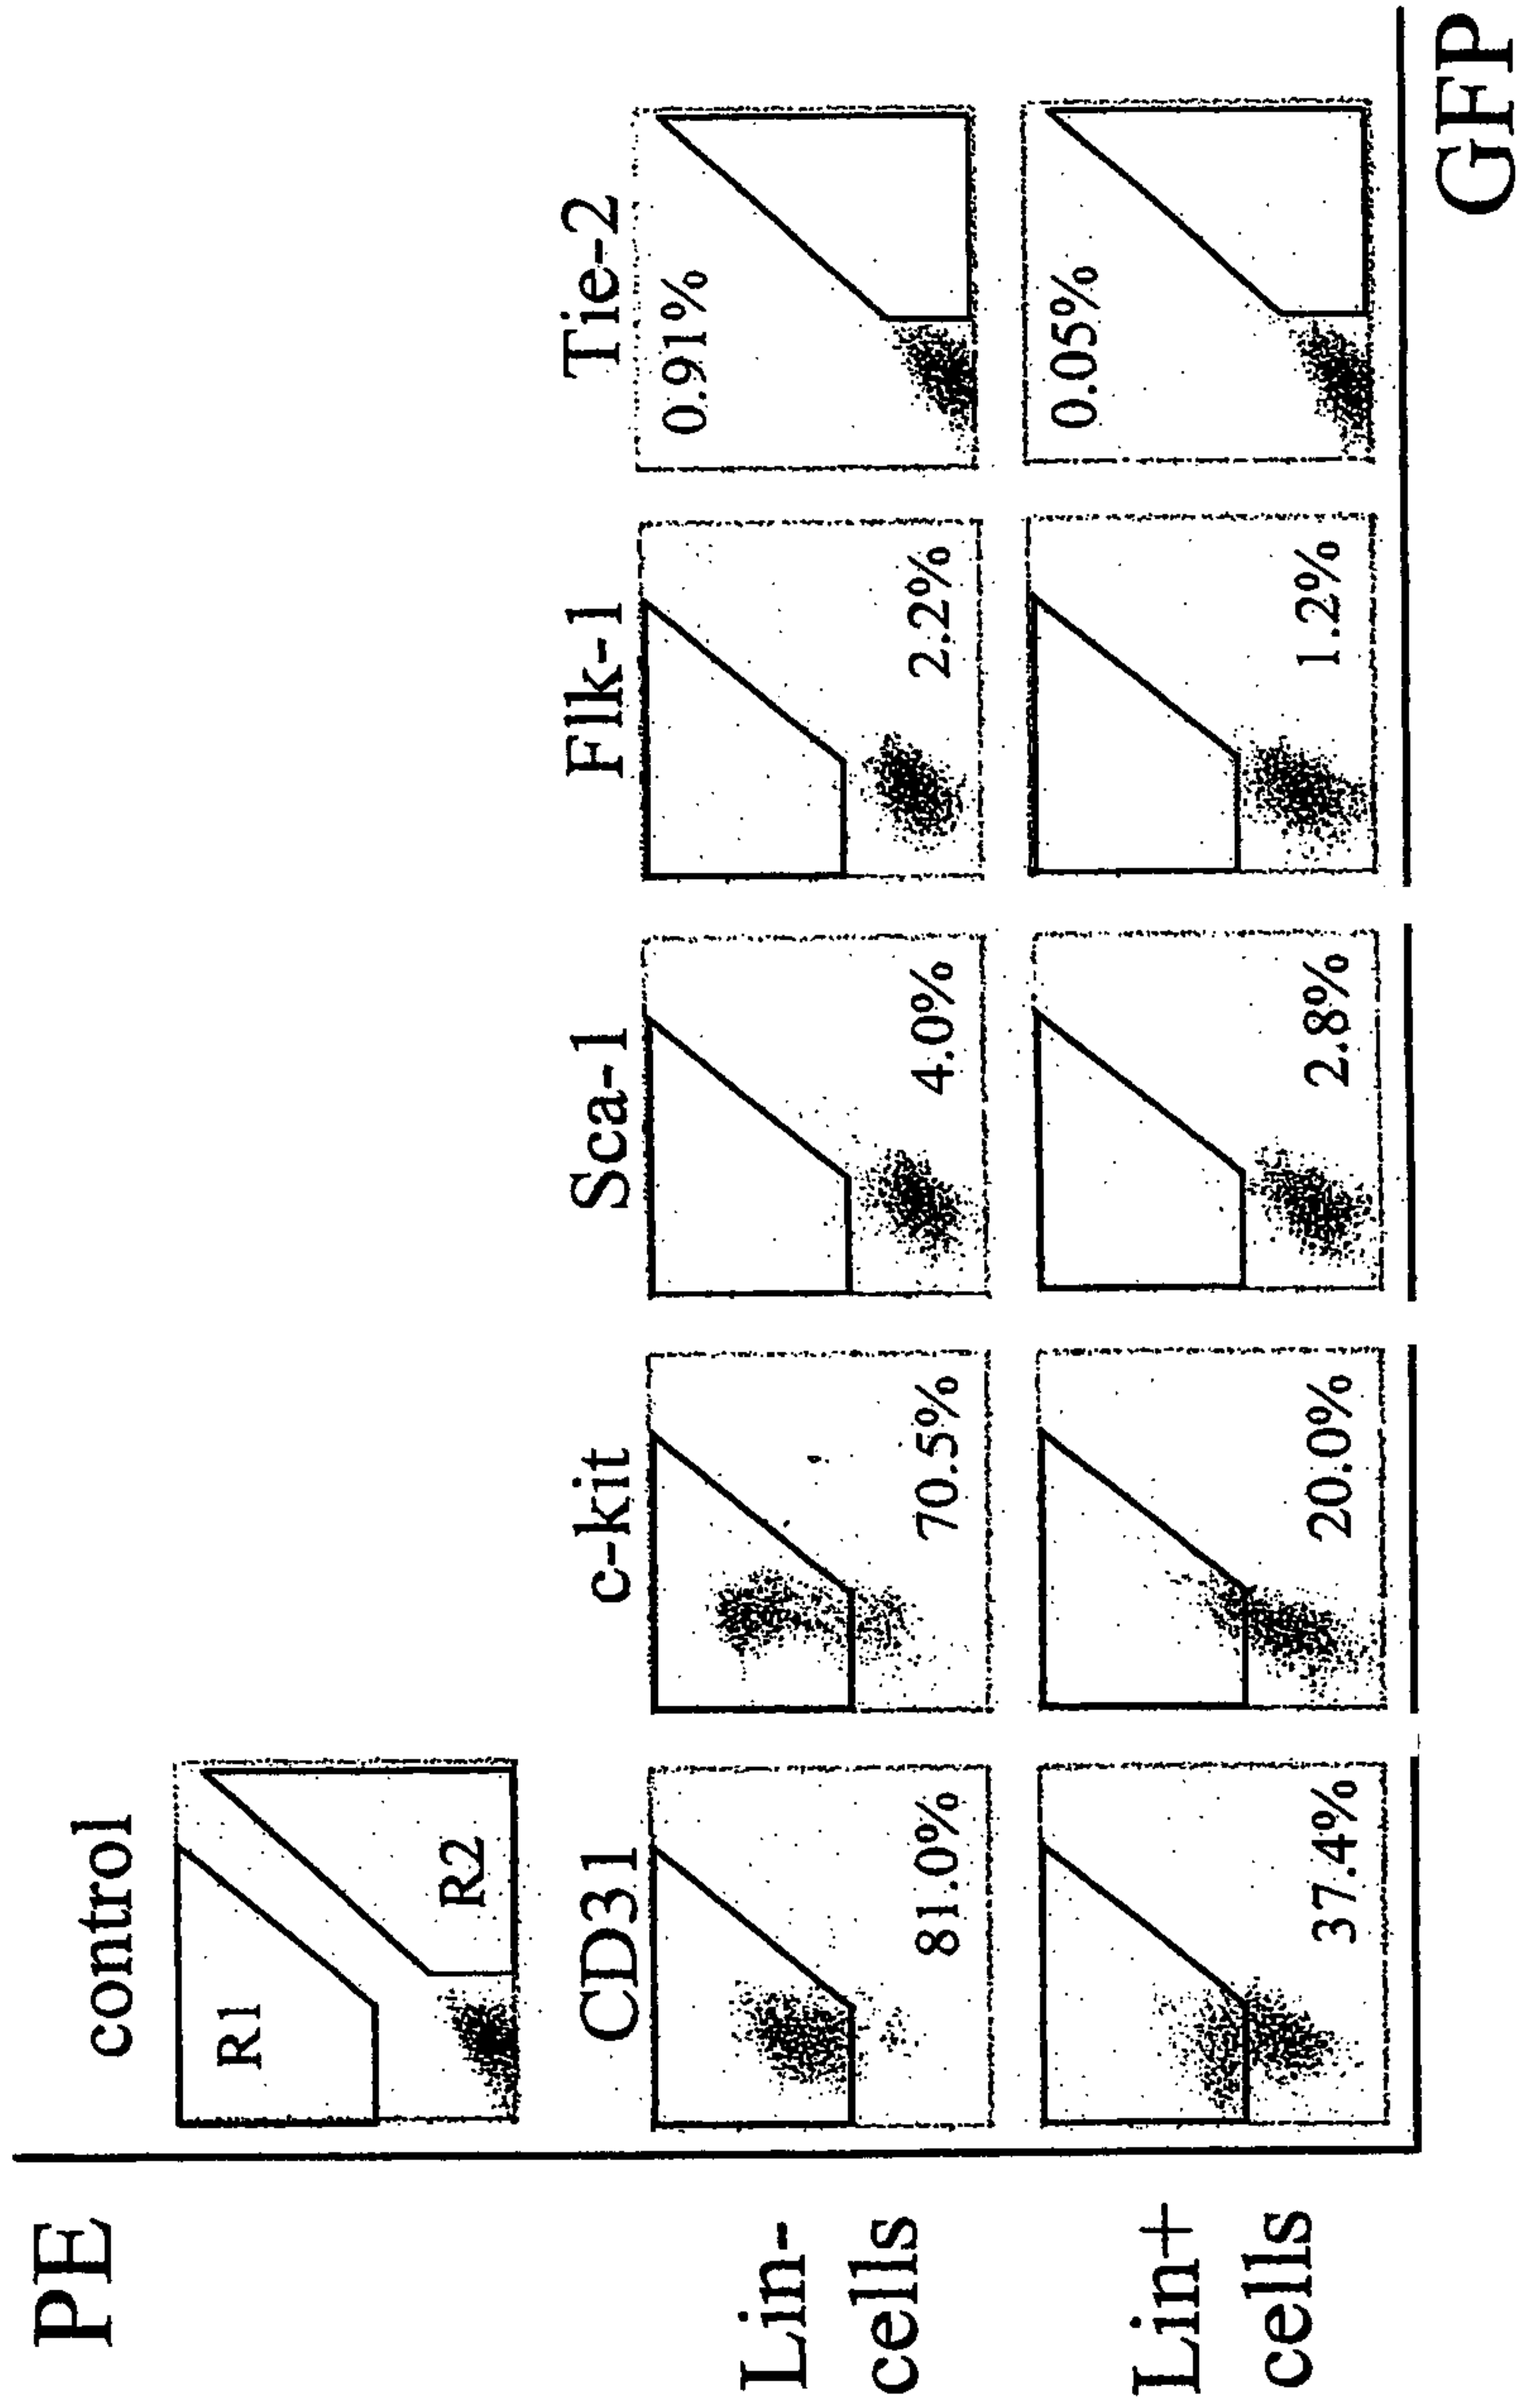 PE
control
R1
R2
CD31
c-kit
Sca-1
Flk-1
Tie-2
Lin-
cells
81.0%
70.5%
4.0%
2.2%
0.91%
Lin+
cells
37.4%
20.0%
2.8%
1.2%
0.05%
GFP